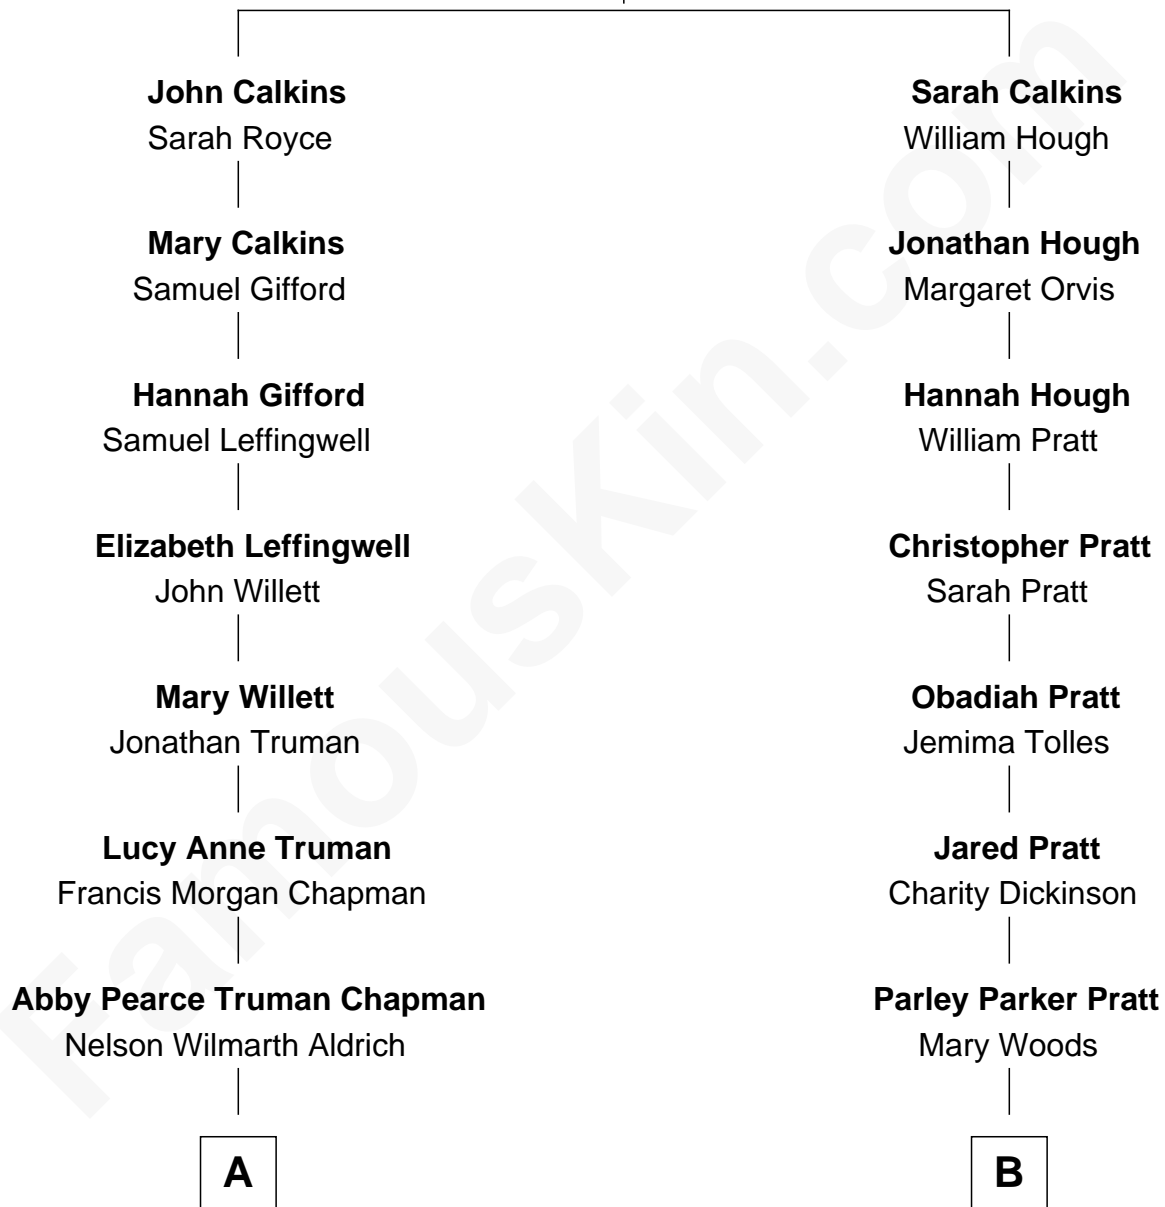 John Calkins
Sarah Royce
Sarah Calkins
William Hough
Mary Calkins
Samuel Gifford
Jonathan Hough
Margaret Orvis
Hannah Gifford
Samuel Leffingwell
Hannah Hough
William Pratt
Elizabeth Leffingwell
John Willett
Christopher Pratt
Sarah Pratt
Mary Willett
Jonathan Truman
Obadiah Pratt
Jemima Tolles
Lucy Anne Truman
Francis Morgan Chapman
Jared Pratt
Charity Dickinson
Abby Pearce Truman Chapman
Nelson Wilmarth Aldrich
Parley Parker Pratt
Mary Woods
A
B
FamousKin.com